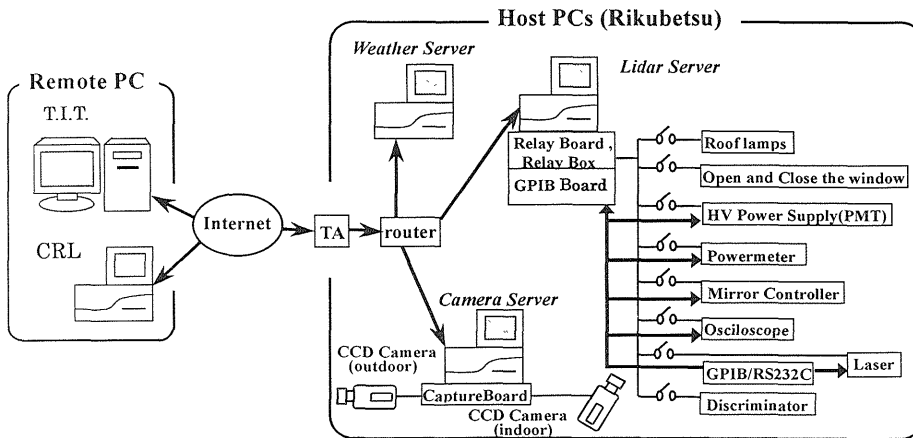 Host PCs (Rikubetsu)
Remote PC
T.I.T.
CRL
Internet
TA
router
Weather Server
Lidar Server
Relay Board ,
Relay Box
GPIB Board
Camera Server
CCD Camera
(outdoor)
CaptureBoard
CCD Camera
(indoor)
Roof lamps
Open and Close the window
HV Power Supply(PMT)
Powermeter
Mirror Controller
Osciloscope
Laser
GPIB/RS232C
Discriminator